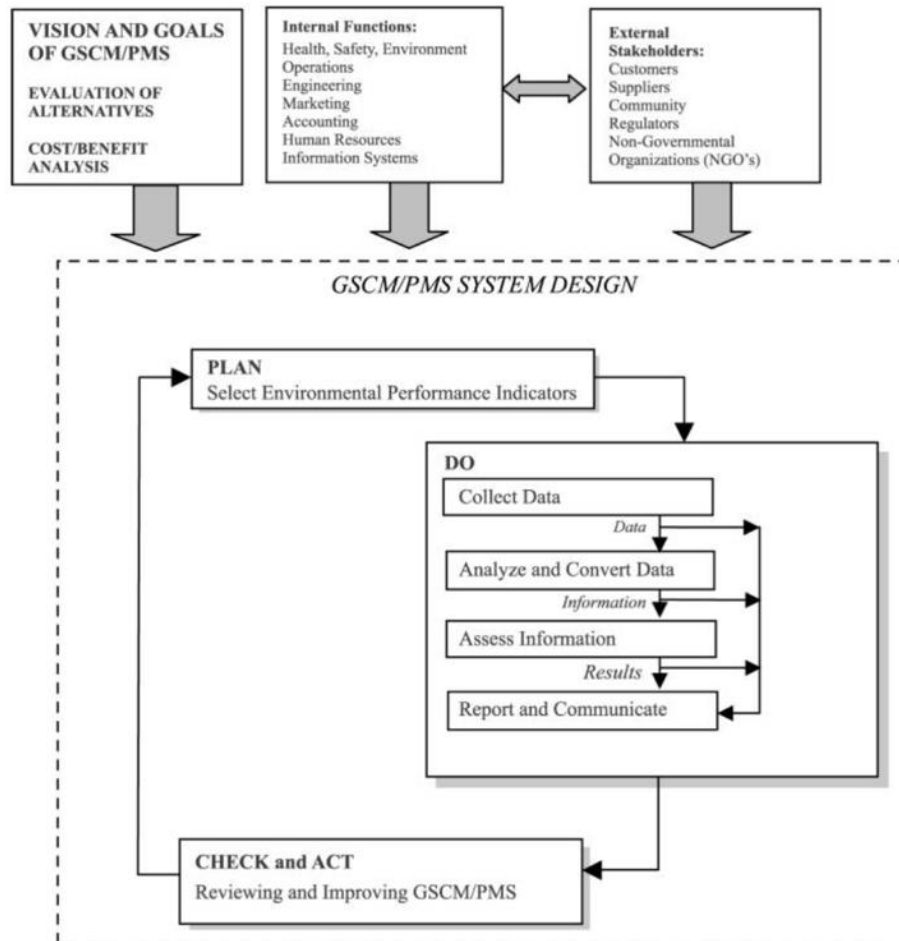 VISION AND GOALS
OF GSCM/PMS
EVALUATION OF
ALTERNATIVES
COST/BENEFIT
ANALYSIS
Internal Functions:
Health, Safety, Environment
Operations
Engineering
Marketing
Accounting
Human Resources
Information Systems
External
Stakeholders:
Customers
Suppliers
Community
Regulators
Non-Governmental
Organizations (NGO's)
GSCM/PMS SYSTEM DESIGN
PLAN
Select Environmental Performance Indicators
DO
Collect Data
Data
Analyze and Convert Data
Information
Assess Information
Results
Report and Communicate
CHECK and ACT
Reviewing and Improving GSCM/PMS